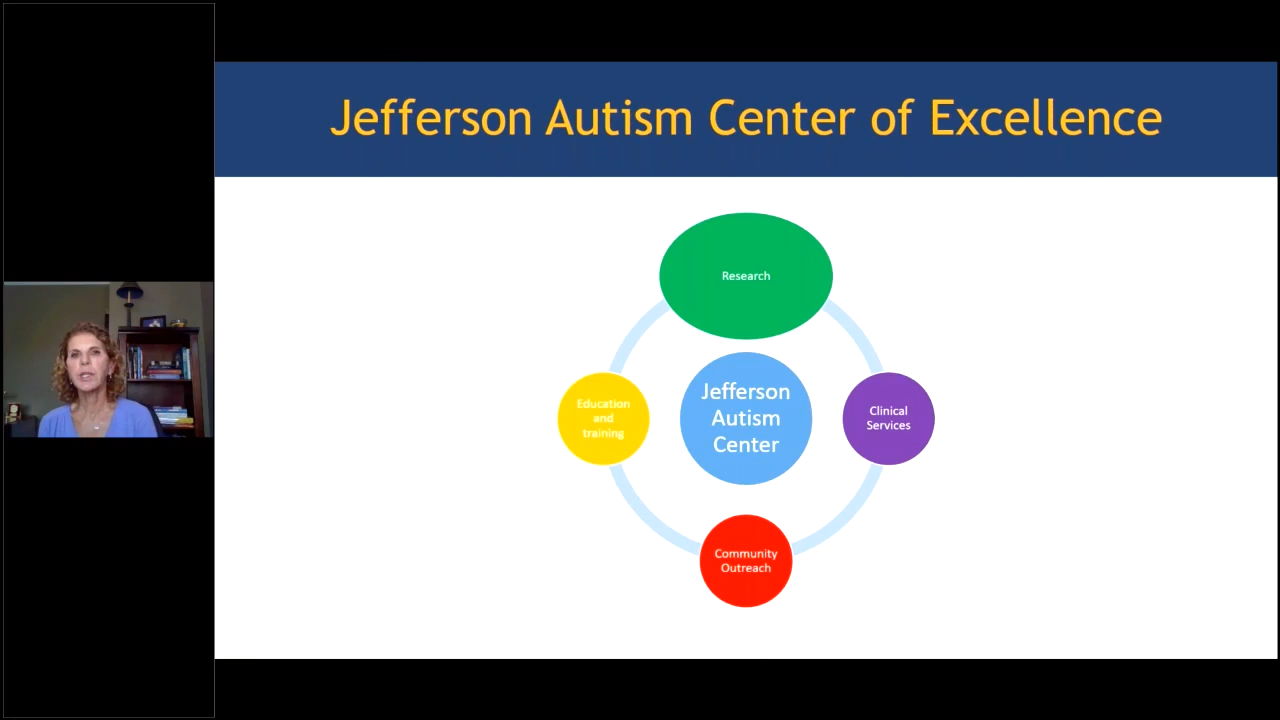 Jefferson Autism Center of Excellence
Research
Jefferson
Autism
Center
Education
and
training
Clinical
Services
Community
Outreach